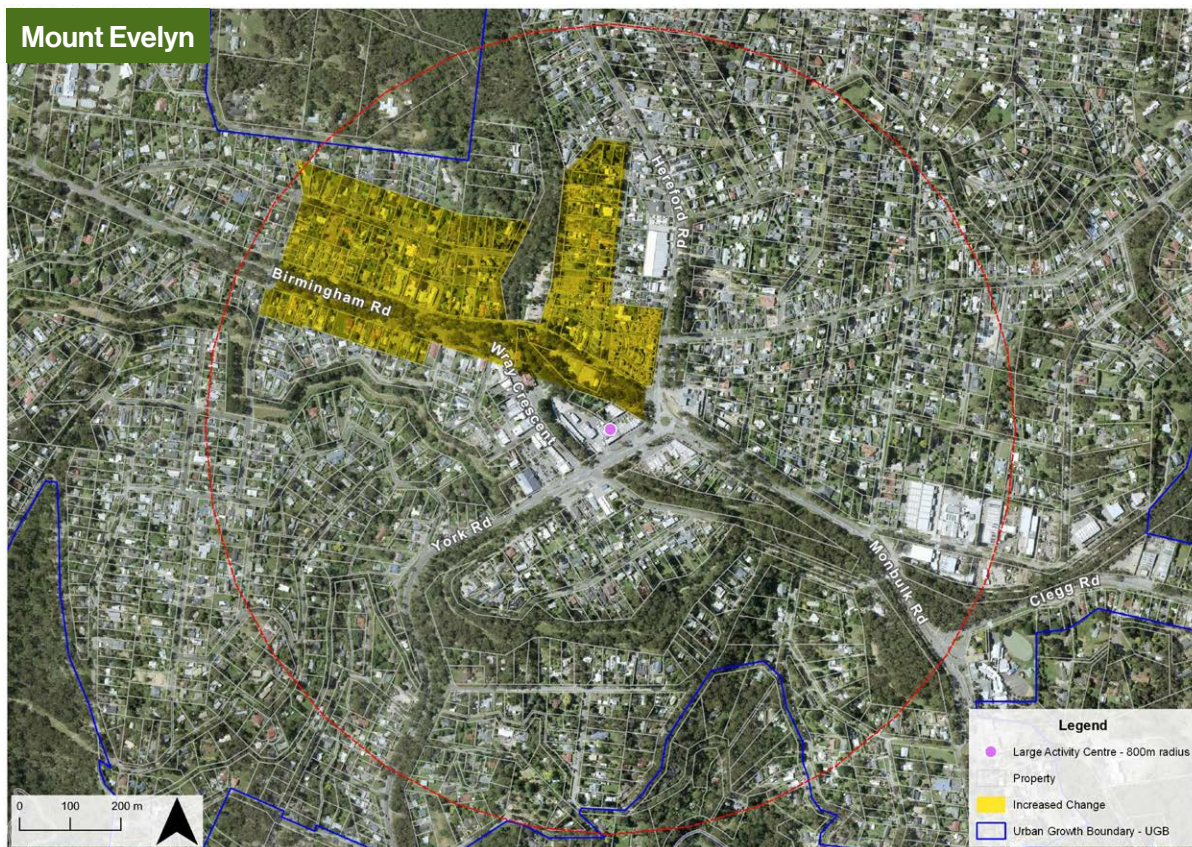 Mount Evelyn
Hereford Rd
Birmingham Rd
Wray Crescent
York Rd
Monbulk Rd
Clegg Rd
Legend
Large Activity Centre - 800m radius
Property
Increased Change
Urban Growth Boundary - UGB
0 100 200 m